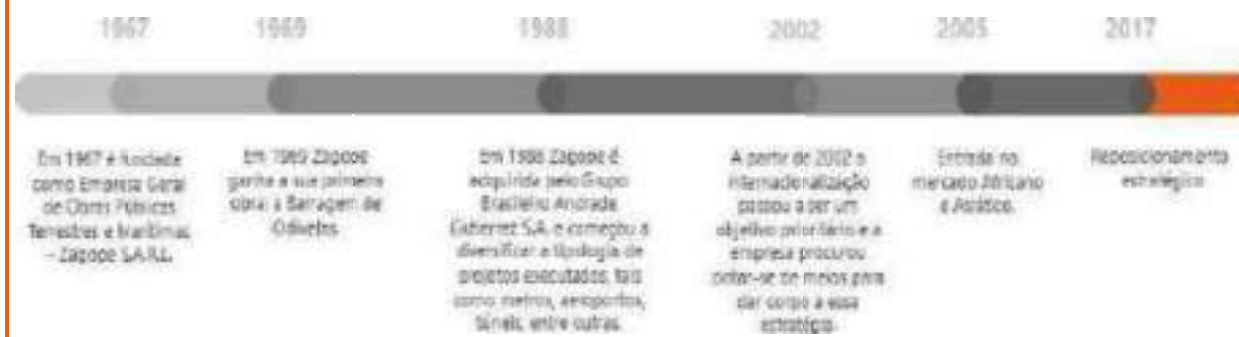 1967
Em 1967 é fundada
como Empresa Geral
de Obras Públicas
Terrestres e Marítimas
- Zagope S.A.R.L.
1969
Em 1969 Zagope
ganha a sua primeira
obra: a Barragem de
Odivelas.
1988
Em 1988 Zagope é
adquirida pelo Grupo
Brasileiro Andrade
Gutierrez S.A. e começou a
diversificar a tipologia de
projetos executados, tais
como metros, aeroportos,
túneis, entre outras.
2002
A partir de 2002 a
internacionalização
passou a ser um
objetivo prioritário e a
empresa procurou
dotar-se de meios para
dar corpo a essa
estratégia.
2005
Entrada no
mercado Africano
e Asiático.
2017
Reposicionamento
estratégico